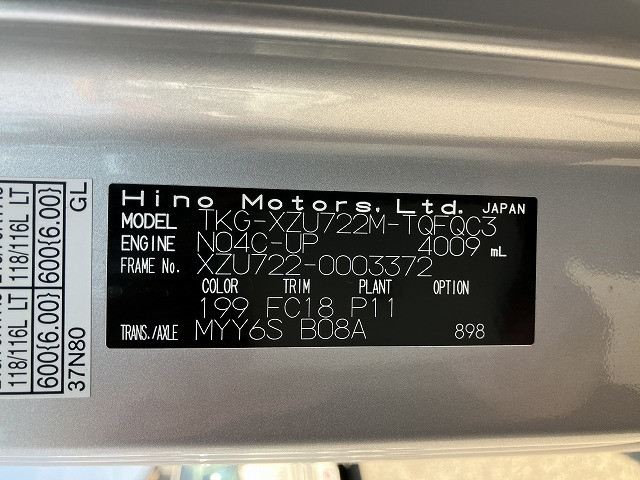 Hino Motors, Ltd. JAPAN
MODEL TKG-XZU722M-TQFQC3
ENGINE N04C-UP 4009 mL
FRAME No. XZU722-0003372
COLOR TRIM PLANT OPTION
199 FC18 P11
TRANS./AXLE MYY6S B08A 898
118/116L LT 118/116L LT
600{6.00} 600{6.00}
37N80 GL